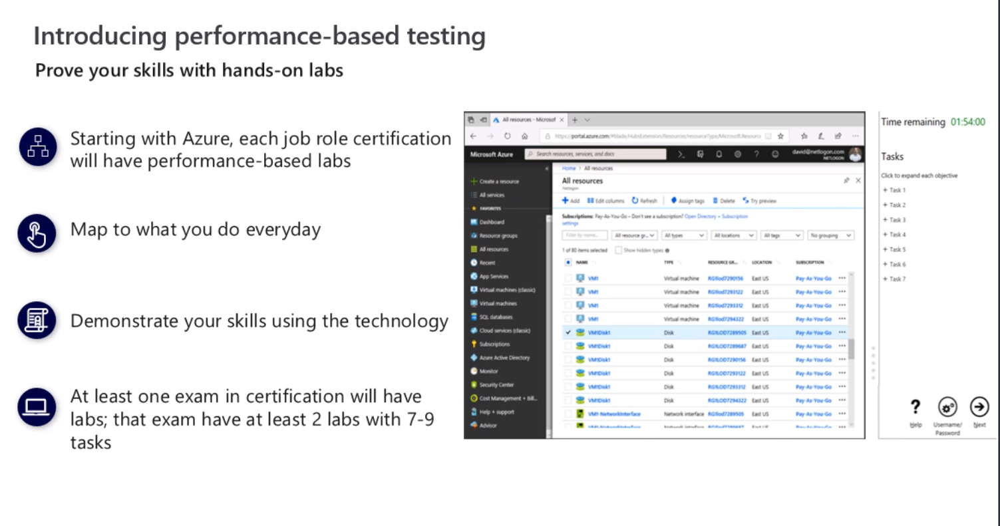 Introducing performance-based testing
Prove your skills with hands-on labs
Starting with Azure, each job role certification
will have performance-based labs
Map to what you do everyday
Demonstrate your skills using the technology
At least one exam in certification will have
labs; that exam have at least 2 labs with 7-9
tasks
All resources - Microsof
https://portal.azure.com/#blade/HubsExtension/Resources/resourceType/Microsoft.Resourc
Microsoft Azure
Search resources, services, and docs
david@netlogon.com
NETLOGON
Create a resource
All services
FAVORITES
Dashboard
Resource groups
All resources
Recent
App Services
Virtual machines (classic)
Virtual machines
SQL databases
Cloud services (classic)
Subscriptions
Azure Active Directory
Monitor
Security Center
Cost Management + Bill...
Help + support
Advisor
Home > All resources
All resources
Netlogon
Add Edit columns Refresh Assign tags Delete Try preview
Subscriptions: Pay-As-You-Go – Don't see a subscription? Open Directory + Subscription
settings
Filter by name... All resource gr... All types All locations All tags No grouping
1 of 80 items selected Show hidden types
NAME TYPE RESOURCE GR... LOCATION SUBSCRIPTION
VM1 Virtual machine RG1lod7290156 East US Pay-As-You-Go
VM1 Virtual machine RG1lod7293122 East US Pay-As-You-Go
VM1 Virtual machine RG1lod7293312 East US Pay-As-You-Go
VM1 Virtual machine RG1lod7294322 East US Pay-As-You-Go
VM1Disk1 Disk RG1LOD7289505 East US Pay-As-You-Go
VM1Disk1 Disk RG1LOD7289687 East US Pay-As-You-Go
VM1Disk1 Disk RG1LOD7290156 East US Pay-As-You-Go
VM1Disk1 Disk RG1LOD7293122 East US Pay-As-You-Go
VM1Disk1 Disk RG1LOD7293312 East US Pay-As-You-Go
VM1Disk1 Disk RG1LOD7294322 East US Pay-As-You-Go
VM1-NetworkInterface Network interface RG1lod7289505 East US Pay-As-You-Go
VM1-NetworkInterface Network interface RG1lod7289687 East US Pay-As-You-Go
Time remaining 01:54:00
Tasks
Click to expand each objective
+ Task 1
+ Task 2
+ Task 3
+ Task 4
+ Task 5
+ Task 6
+ Task 7
Help
Username/
Password
Next